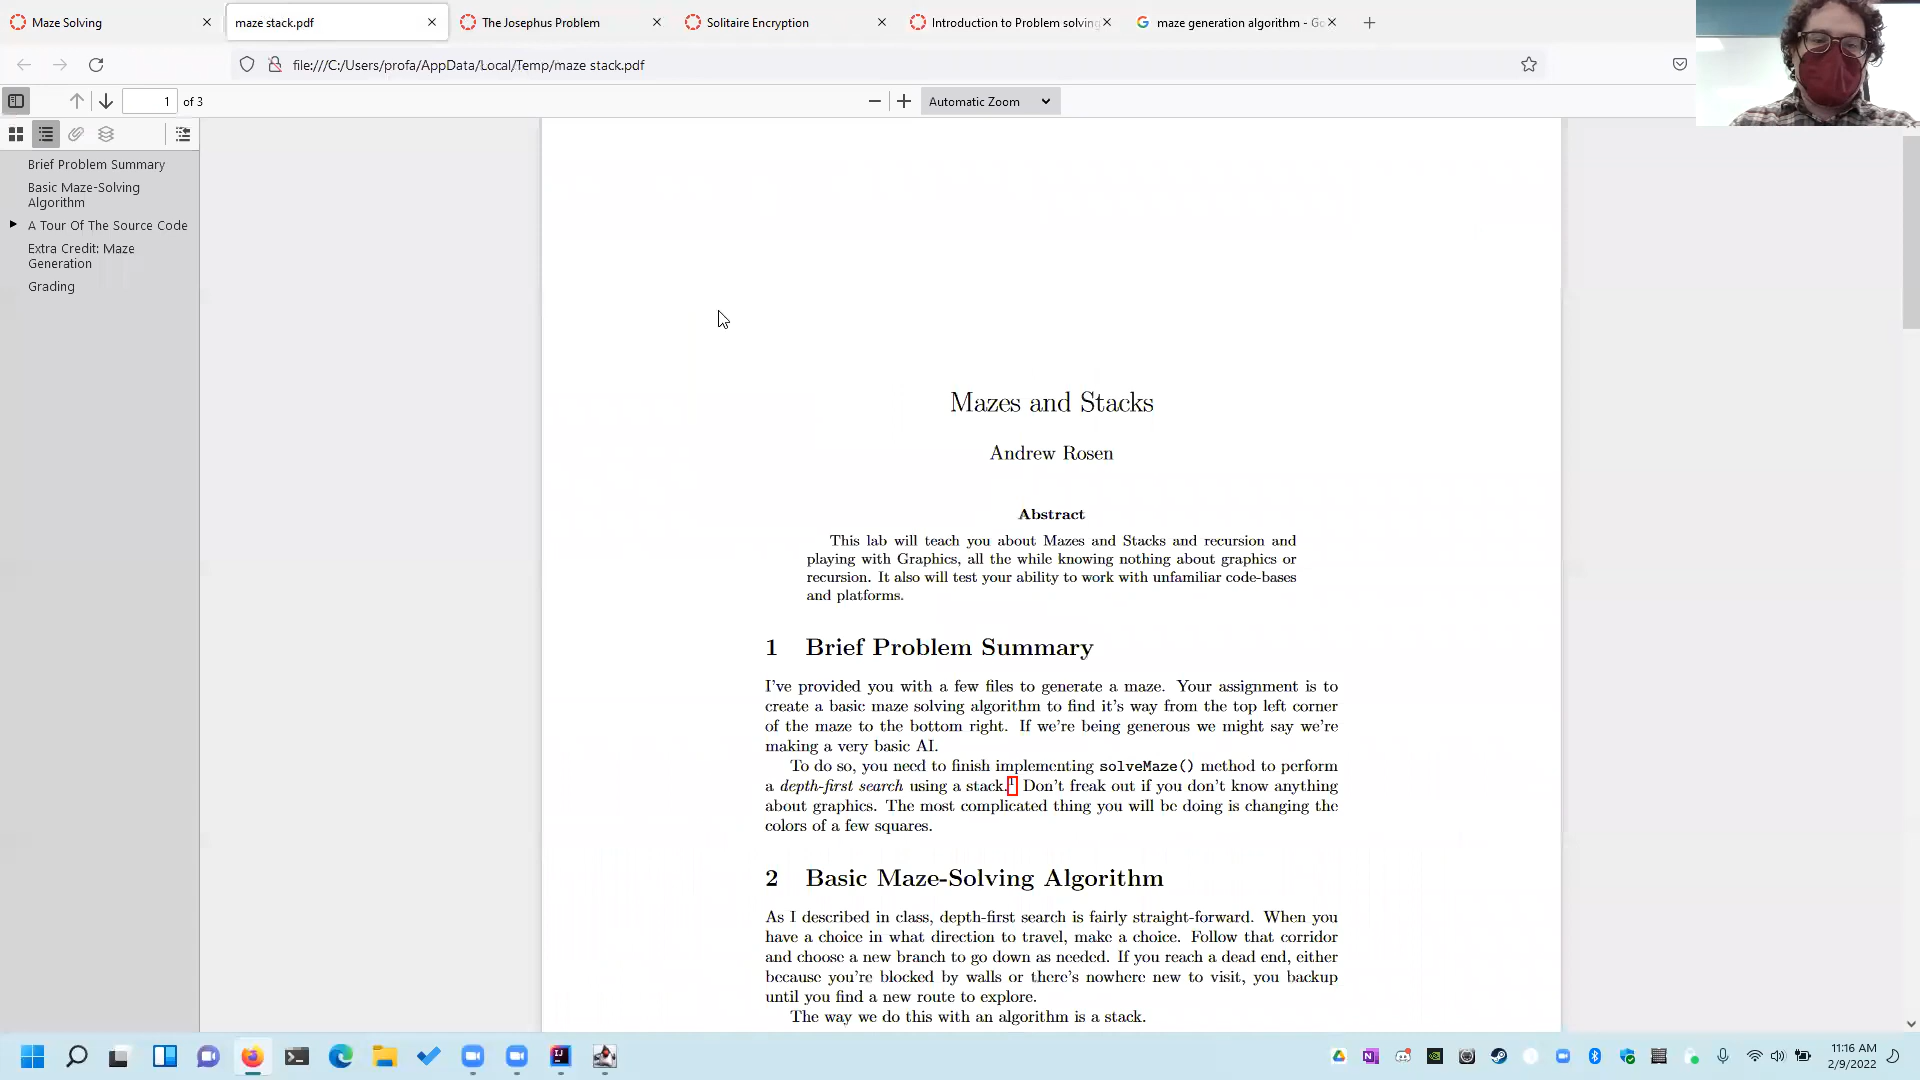 Maze Solving
maze stack.pdf
The Josephus Problem
Solitaire Encryption
Introduction to Problem solving
maze generation algorithm - Go
file:///C:/Users/profa/AppData/Local/Temp/maze stack.pdf
1 of 3
Automatic Zoom
Brief Problem Summary
Basic Maze-Solving
Algorithm
A Tour Of The Source Code
Extra Credit: Maze
Generation
Grading
Mazes and Stacks
Andrew Rosen
Abstract
This lab will teach you about Mazes and Stacks and recursion and
playing with Graphics, all the while knowing nothing about graphics or
recursion. It also will test your ability to work with unfamiliar code-bases
and platforms.
1 Brief Problem Summary
I've provided you with a few files to generate a maze. Your assignment is to
create a basic maze solving algorithm to find it's way from the top left corner
of the maze to the bottom right. If we're being generous we might say we're
making a very basic AI.
To do so, you need to finish implementing solveMaze() method to perform
a depth-first search using a stack.1 Don't freak out if you don't know anything
about graphics. The most complicated thing you will be doing is changing the
colors of a few squares.
2 Basic Maze-Solving Algorithm
As I described in class, depth-first search is fairly straight-forward. When you
have a choice in what direction to travel, make a choice. Follow that corridor
and choose a new branch to go down as needed. If you reach a dead end, either
because you're blocked by walls or there's nowhere new to visit, you backup
until you find a new route to explore.
The way we do this with an algorithm is a stack.
11:16 AM
2/9/2022